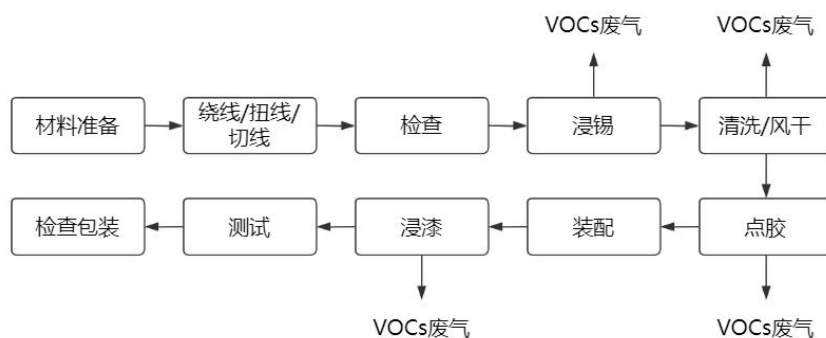 VOCs废气
VOCs废气
材料准备
绕线/扭线/
切线
检查
浸锡
清洗/风干
检查包装
测试
浸漆
装配
点胶
VOCs废气
VOCs废气